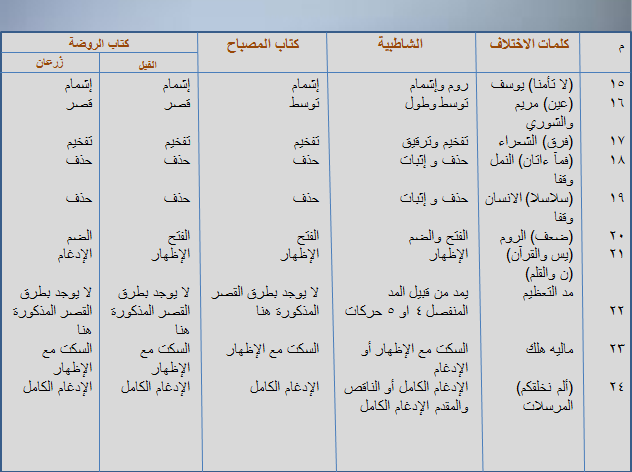 م كلمات الاختلاف الشاطبية كتاب المصباح كتاب الروضة
الفيل زُرعان
١٥ (لا تأمنا) يوسف روم وإشمام إشمام إشمام إشمام
١٦ (عين) مريم توسط وطول توسط قصر قصر
والشوري
١٧ (فرق) الشعراء تفخيم وترقيق تفخيم تفخيم تفخيم
١٨ (فمآ ءاتان) النمل حذف و إثبات حذف حذف حذف
وقفا
١٩ (سلاسلا) الانسان حذف و إثبات حذف حذف حذف
وقفا
٢٠ (ضعف) الروم الفتح والضم الفتح الفتح الضم
٢١ (يس والقرآن) الإظهار الإظهار الإظهار الإدغام
(ن والقلم)
مد التعظيم يمد من قبيل المد لا يوجد بطرق القصر لا يوجد بطرق لا يوجد بطرق
٢٢ المنفصل ٤ او ٥ حركات المذكورة هنا القصر المذكورة القصر المذكورة
هنا هنا
٢٣ ماليه هلك السكت مع الإظهار أو السكت مع الإظهار السكت مع السكت مع
الإدغام الإظهار الإظهار
٢٤ (ألم نخلقكم) الإدغام الكامل أو الناقص الإدغام الكامل الإدغام الكامل الإدغام الكامل
المرسلات والمقدم الإدغام الكامل